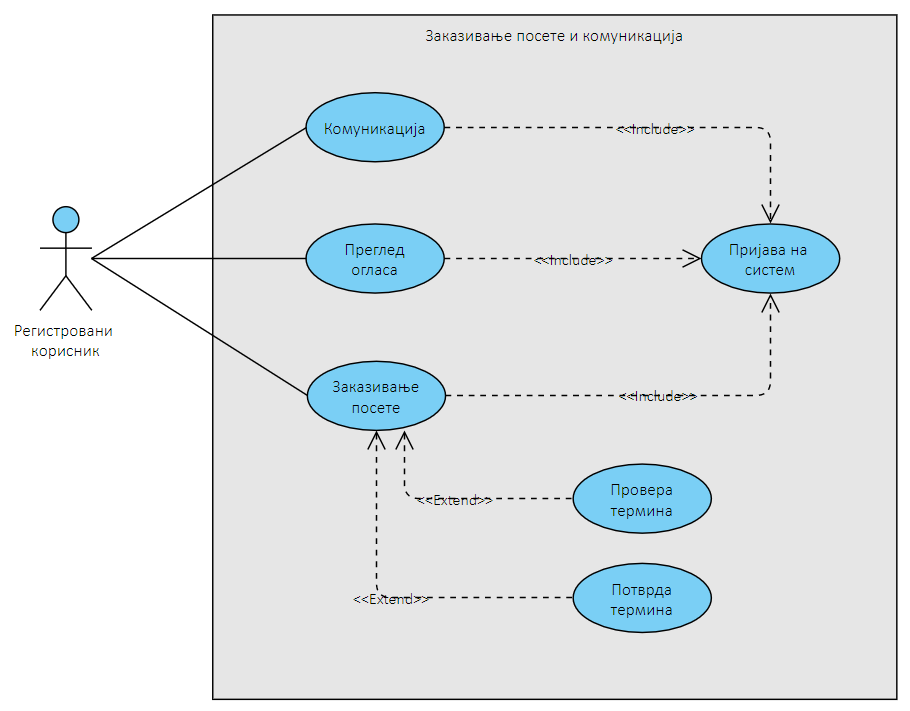 Заказивање посете и комуникација
Комуникација
<<Include>>
Преглед
огласа
<<Include>>
Пријава на
систем
Регистровани
корисник
Заказивање
посете
<<Include>>
Провера
термина
<<Extend>>
Потврда
термина
<<Extend>>